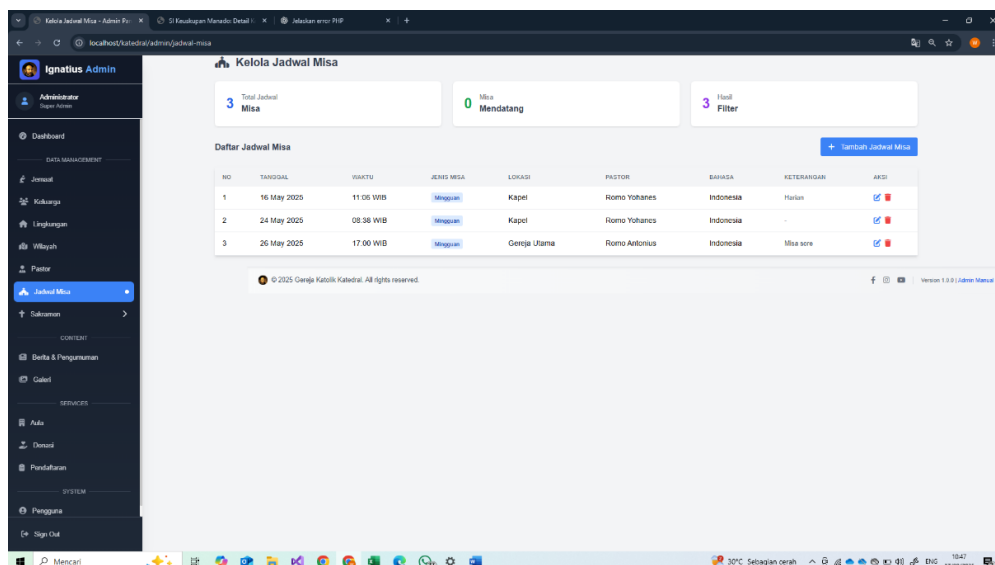 Kelola Jadwal Misa - Admin Par
SI Keuskupan Manado: Detail K
Jelaskan error PHP
localhost/katedral/admin/jadwal-misa
Ignatius Admin
Administrator
Super Admin
Dashboard
DATA MANAGEMENT
Jemaat
Keluarga
Lingkungan
Wilayah
Pastor
Jadwal Misa
Sakramen
CONTENT
Berita & Pengumuman
Galeri
SERVICES
Aula
Donasi
Pendaftaran
SYSTEM
Pengguna
Sign Out
Kelola Jadwal Misa
3 Total Jadwal
Misa
0 Misa
Mendatang
3 Hasil
Filter
Daftar Jadwal Misa
+ Tambah Jadwal Misa
NO TANGGAL WAKTU JENIS MISA LOKASI PASTOR BAHASA KETERANGAN AKSI
1 16 May 2025 11:05 WIB Mingguan Kapel Romo Yohanes Indonesia Harian
2 24 May 2025 08:38 WIB Mingguan Kapel Romo Yohanes Indonesia -
3 26 May 2025 17:00 WIB Mingguan Gereja Utama Romo Antonius Indonesia Misa sore
© 2025 Gereja Katolik Katedral. All rights reserved.
Version 1.0.0 | Admin Manual
Mencari
30°C Sebagian cerah
ENG
18:47